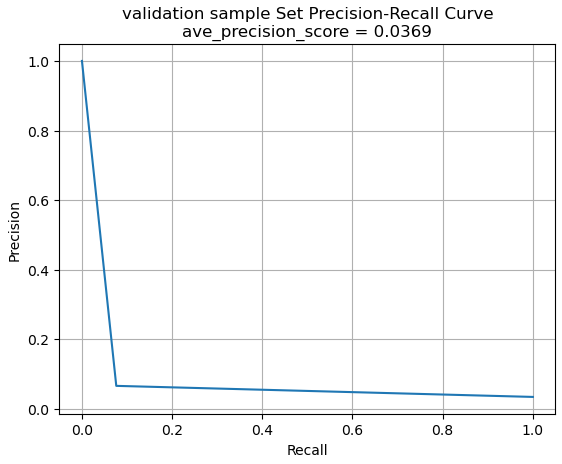 validation sample Set Precision-Recall Curve
ave_precision_score = 0.0369
1.0
0.8
0.6
0.4
0.2
0.0
Precision
0.0 0.2 0.4 0.6 0.8 1.0
Recall